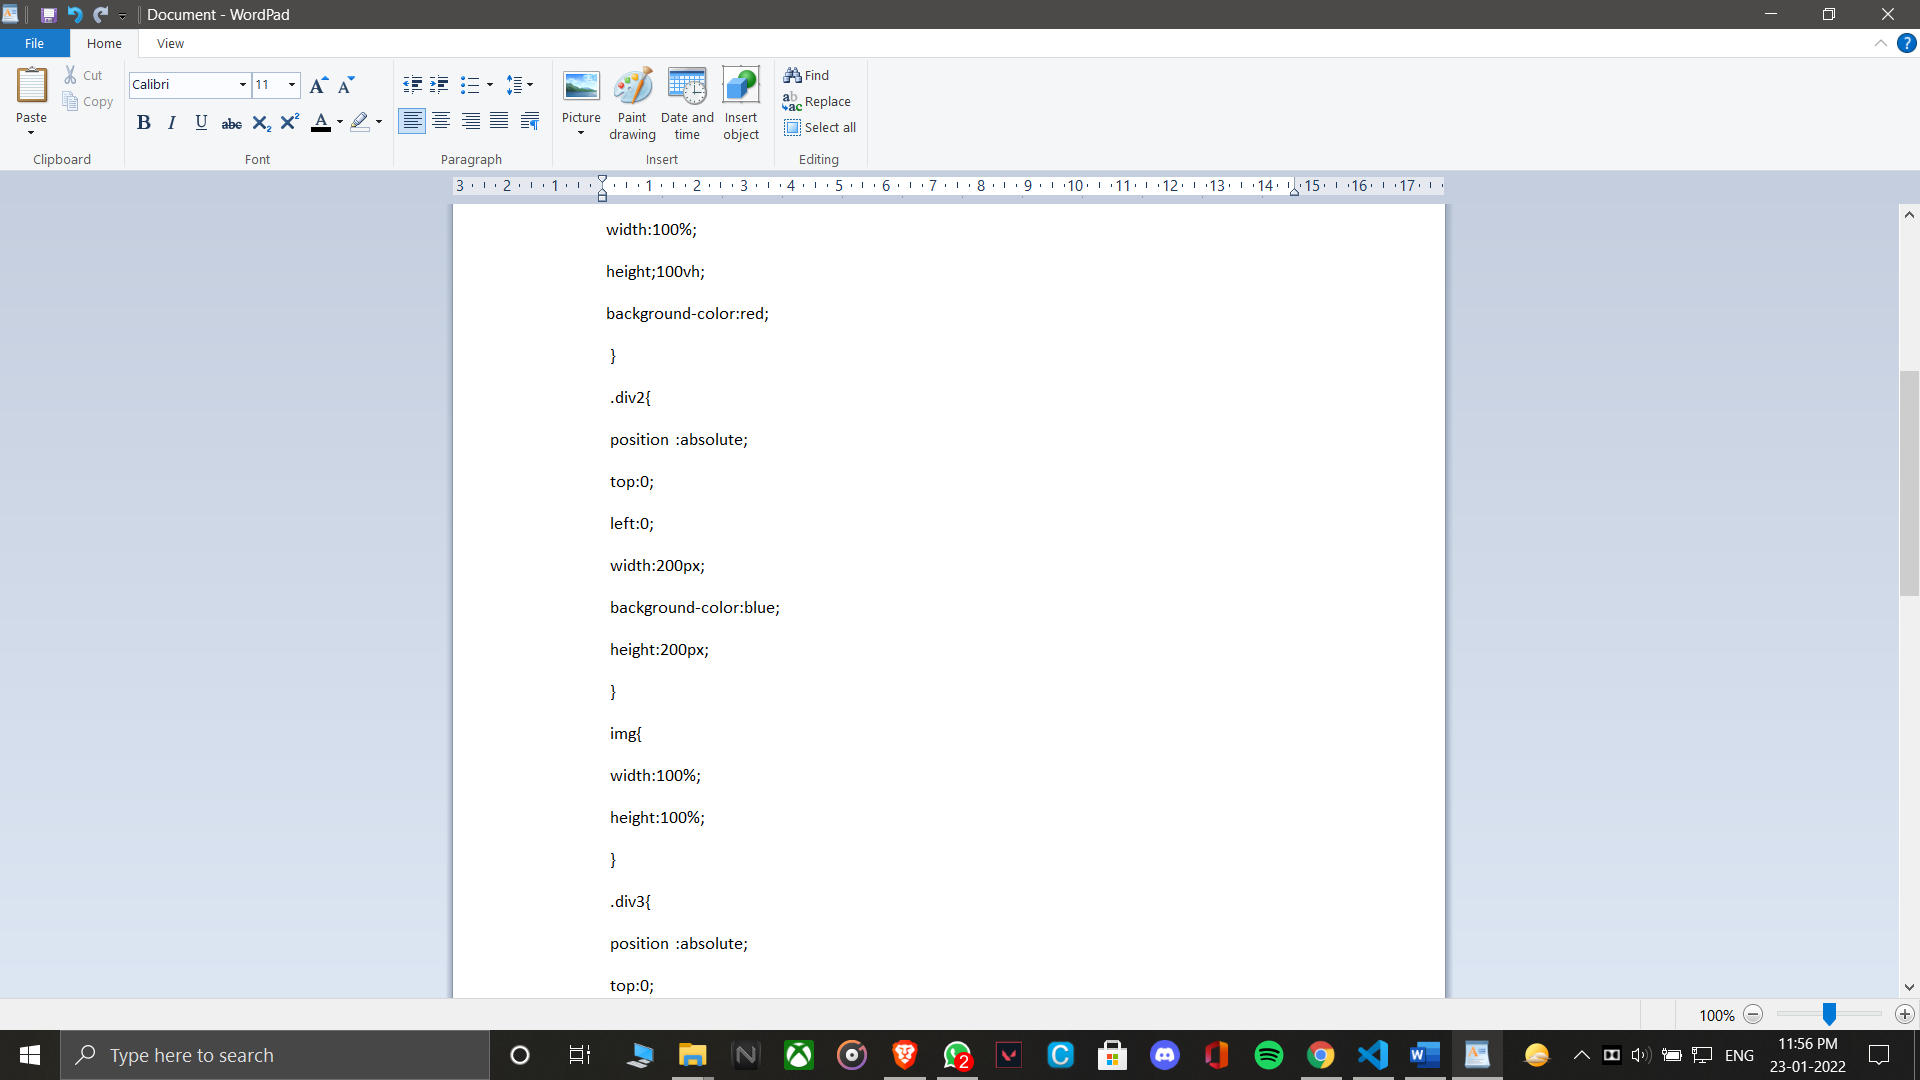 Document - WordPad
File Home View
Paste
Cut
Copy
Clipboard
Calibri 11
B I U abc X₂ X² A
Font
Paragraph
Picture
Paint drawing
Date and time
Insert object
Insert
Find
Replace
Select all
Editing
3 2 1 1 2 3 4 5 6 7 8 9 10 11 12 13 14 15 16 17
width:100%;
height;100vh;
background-color:red;
}
.div2{
position :absolute;
top:0;
left:0;
width:200px;
background-color:blue;
height:200px;
}
img{
width:100%;
height:100%;
}
.div3{
position :absolute;
top:0;
100%
Type here to search
2
ENG
11:56 PM
23-01-2022